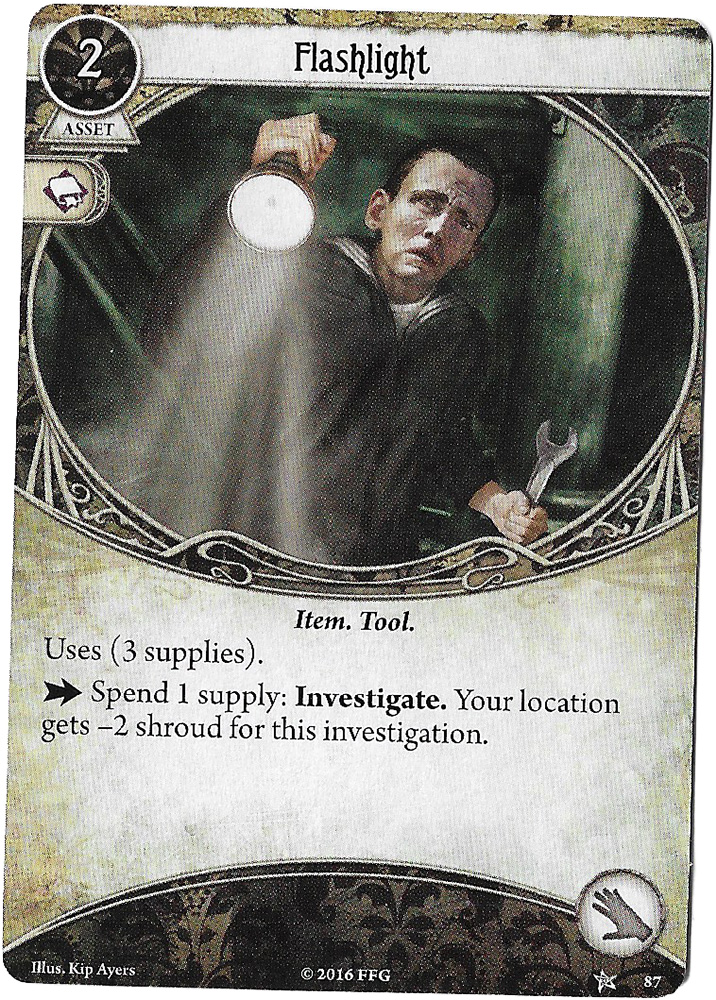 2
Flashlight
ASSET
Item. Tool.
Uses (3 supplies).
Spend 1 supply: Investigate. Your location
gets –2 shroud for this investigation.
Illus. Kip Ayers
© 2016 FFG
87